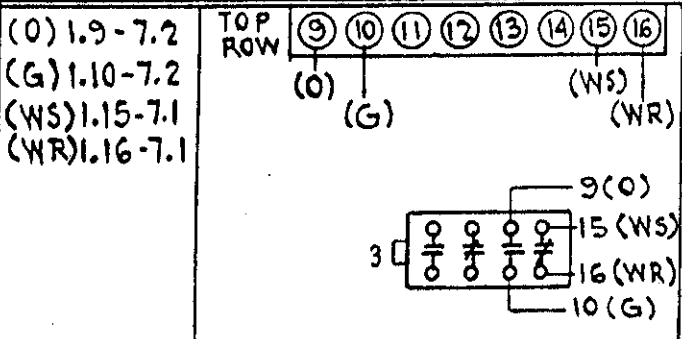 (O) 1.9-7.2
(G) 1.10-7.2
(WS) 1.15-7.1
(WR) 1.16-7.1
TOP ROW 9 10 11 12 13 14 15 16
(O) (WS)
(G) (WR)
9(O)
15(WS)
3
16(WR)
10(G)